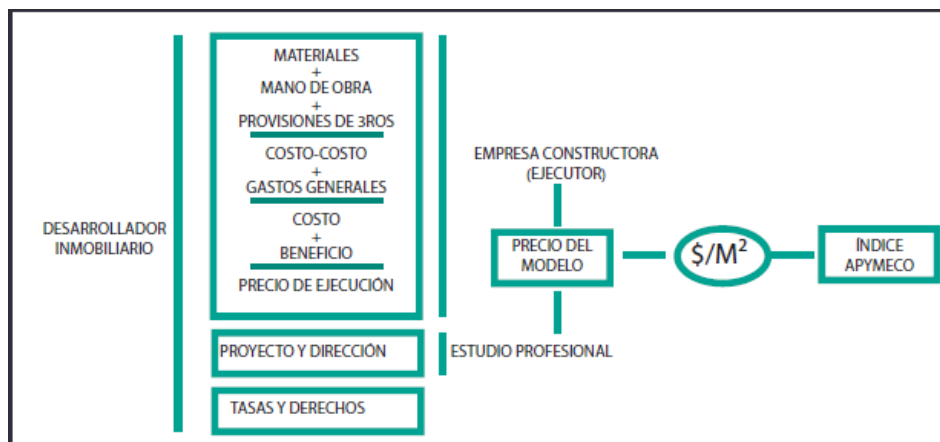 DESARROLLADOR
INMOBILIARIO
MATERIALES
+
MANO DE OBRA
+
PROVISIONES DE 3ROS
COSTO-COSTO
+
GASTOS GENERALES
COSTO
+
BENEFICIO
PRECIO DE EJECUCIÓN
PROYECTO Y DIRECCIÓN
TASAS Y DERECHOS
EMPRESA CONSTRUCTORA
(EJECUTOR)
PRECIO DEL
MODELO
ESTUDIO PROFESIONAL
$/M²
ÍNDICE
APYMECO